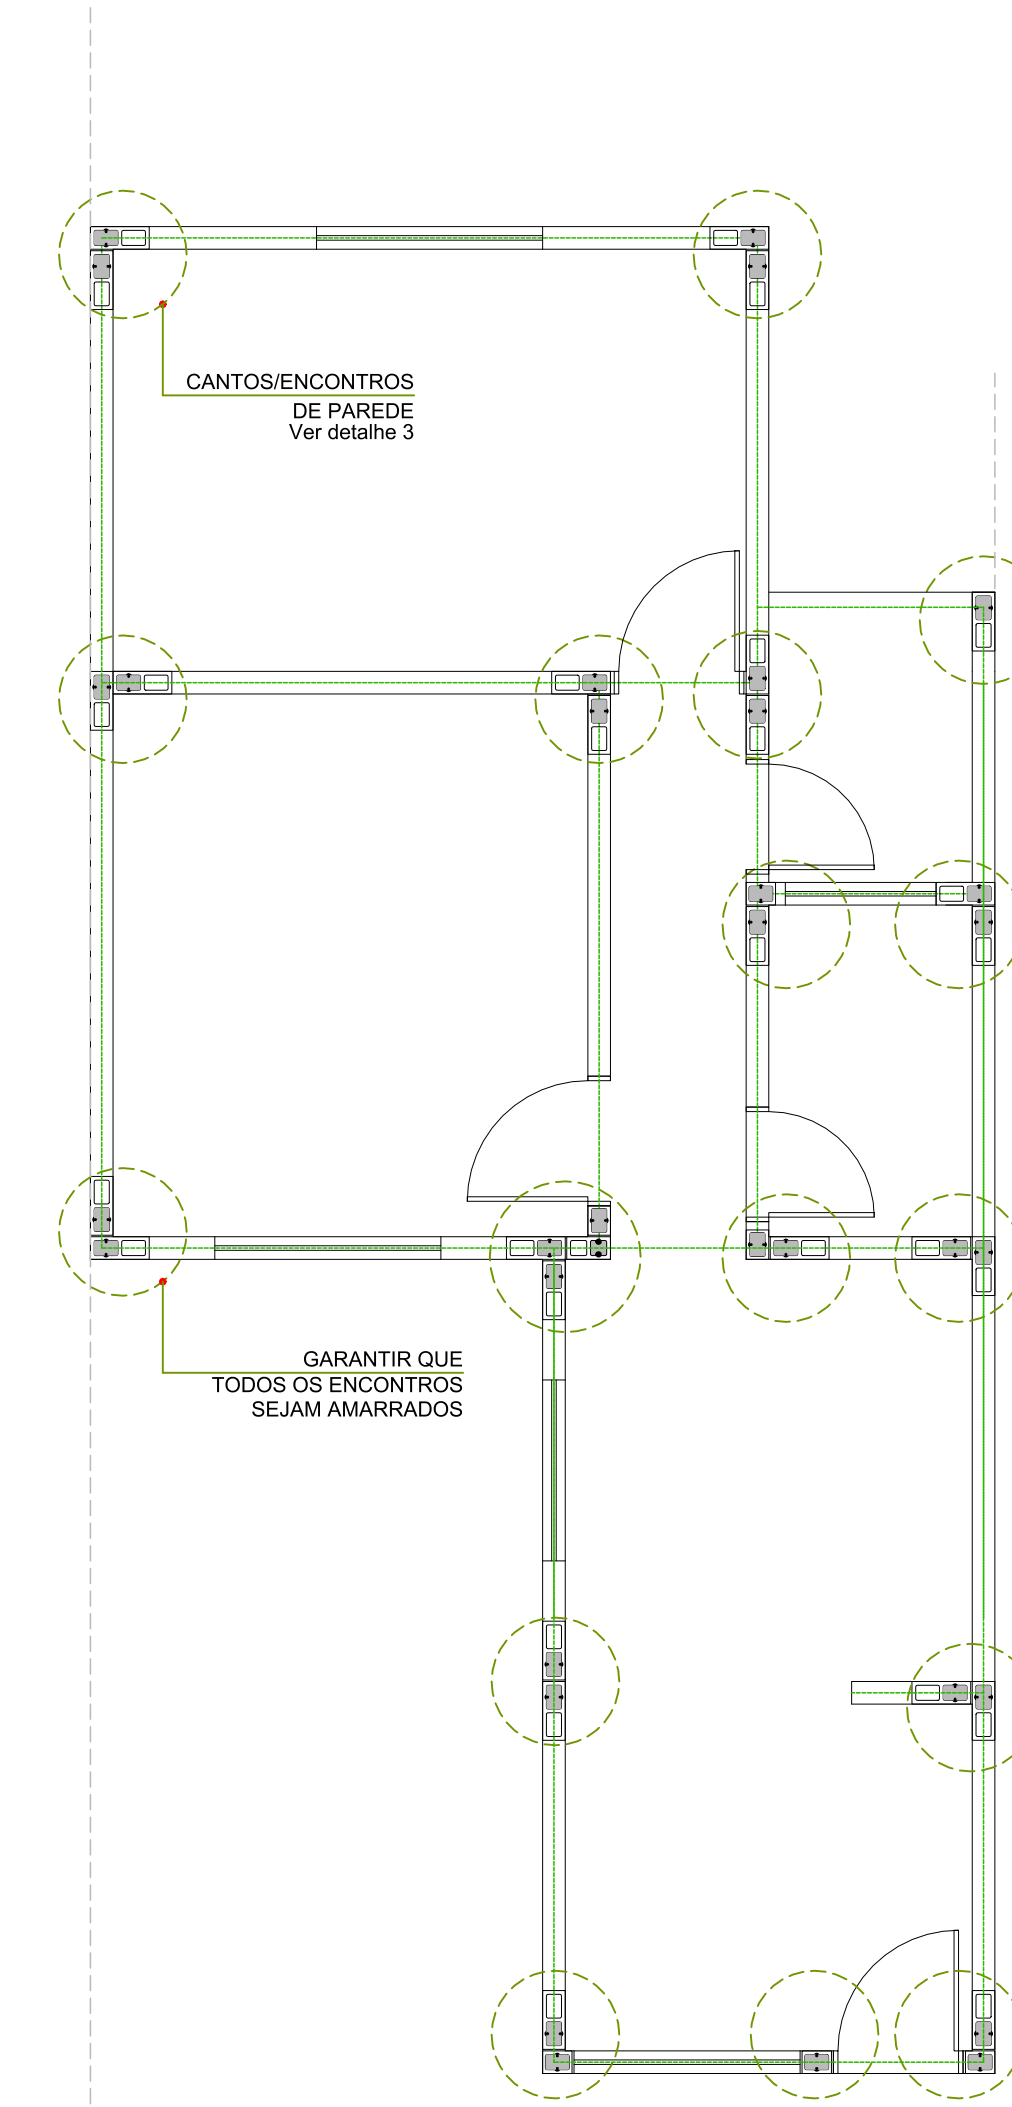 CANTOS/ENCONTROS
DE PAREDE
Ver detalhe 3
GARANTIR QUE
TODOS OS ENCONTROS
SEJAM AMARRADOS